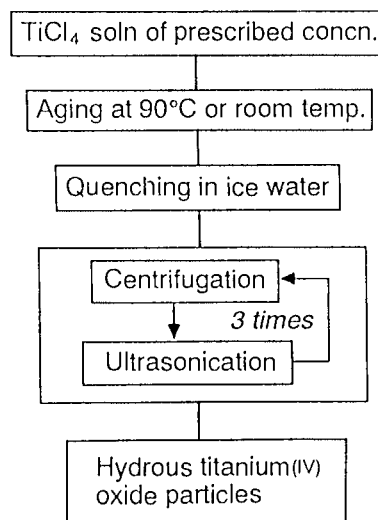 TiCl₄ soln of prescribed concn.
Aging at 90°C or room temp.
Quenching in ice water
Centrifugation
3 times
Ultrasonication
Hydrous titanium(IV)
oxide particles